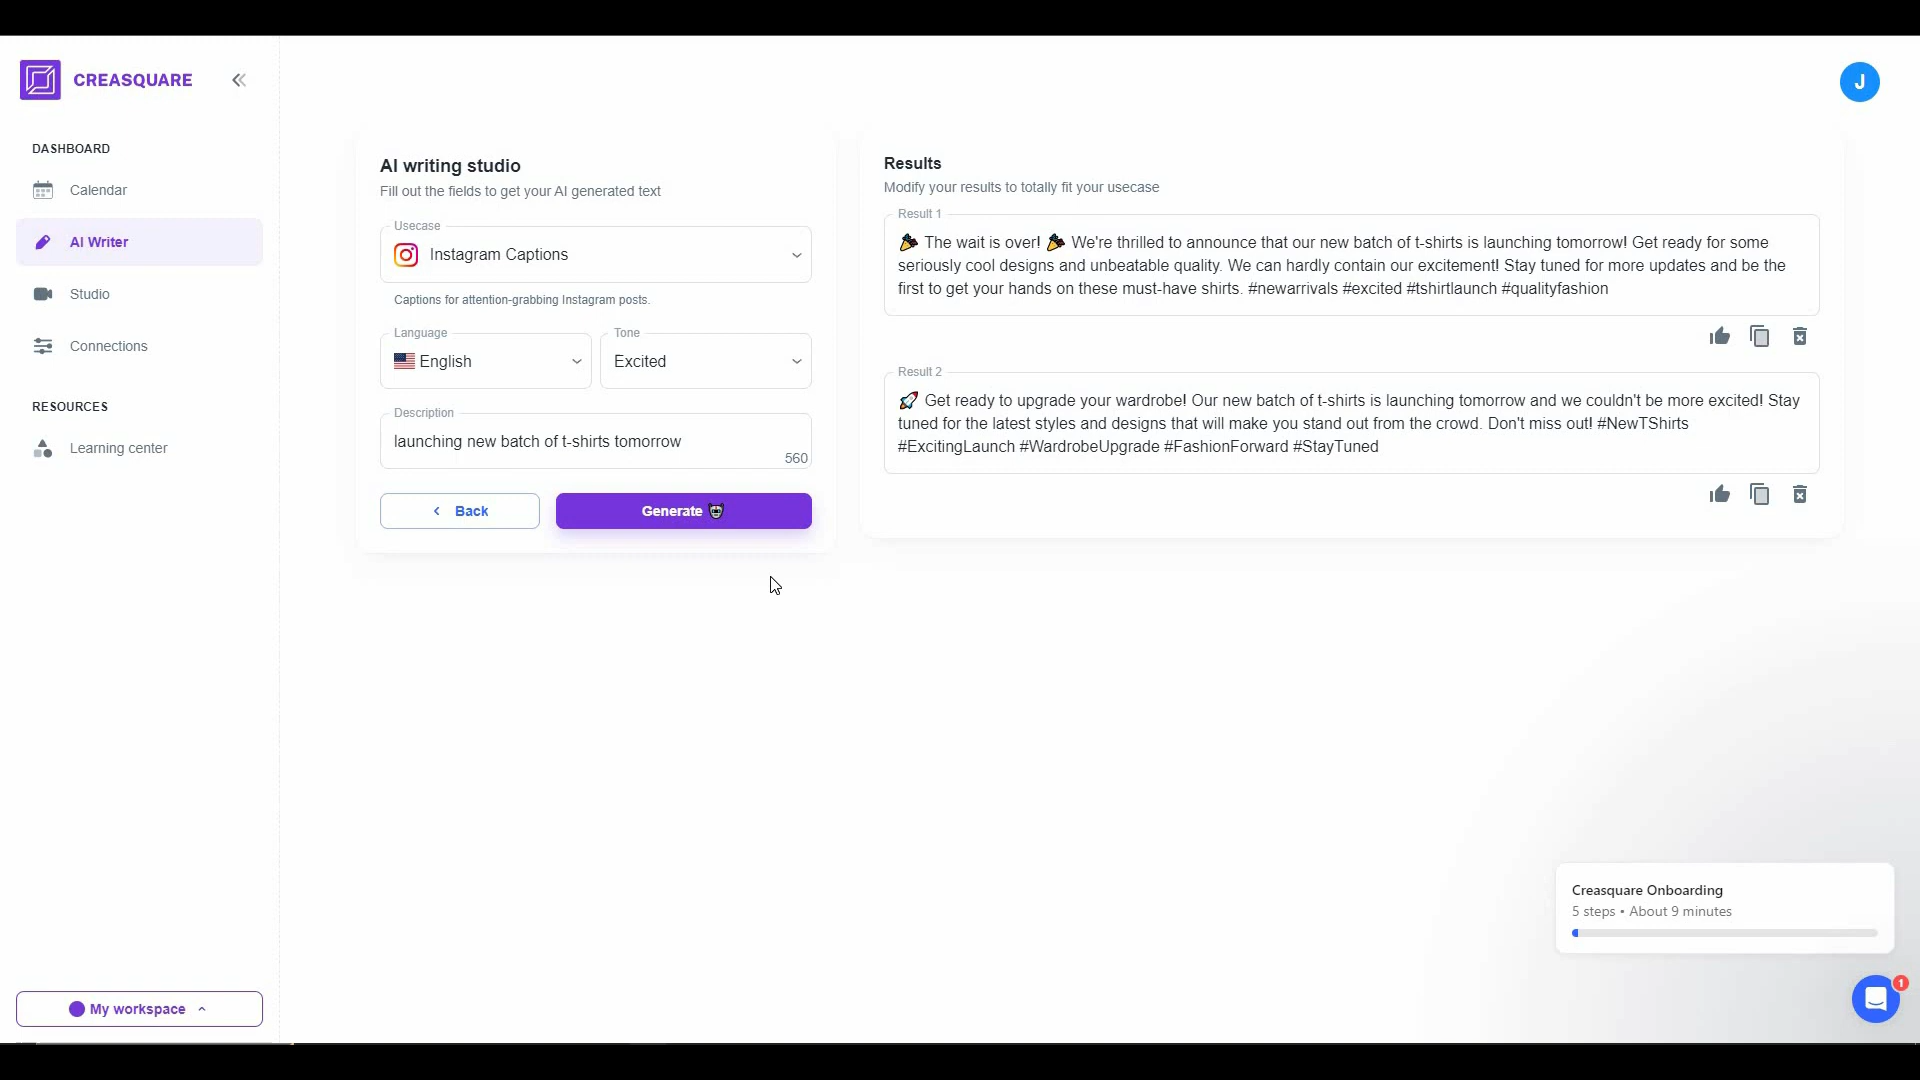 CREASQUARE
J
DASHBOARD
Calendar
AI Writer
Studio
Connections
RESOURCES
Learning center
My workspace
AI writing studio
Fill out the fields to get your AI generated text
Usecase
Instagram Captions
Captions for attention-grabbing Instagram posts.
Language
English
Tone
Excited
Description
launching new batch of t-shirts tomorrow
560
Back
Generate
Results
Modify your results to totally fit your usecase
Result 1
🎉 The wait is over! 🎉 We're thrilled to announce that our new batch of t-shirts is launching tomorrow! Get ready for some
seriously cool designs and unbeatable quality. We can hardly contain our excitement! Stay tuned for more updates and be the
first to get your hands on these must-have shirts. #newarrivals #excited #tshirtlaunch #qualityfashion
Result 2
🚀 Get ready to upgrade your wardrobe! Our new batch of t-shirts is launching tomorrow and we couldn't be more excited! Stay
tuned for the latest styles and designs that will make you stand out from the crowd. Don't miss out! #NewTShirts
#ExcitingLaunch #WardrobeUpgrade #FashionForward #StayTuned
Creasquare Onboarding
5 steps • About 9 minutes
1